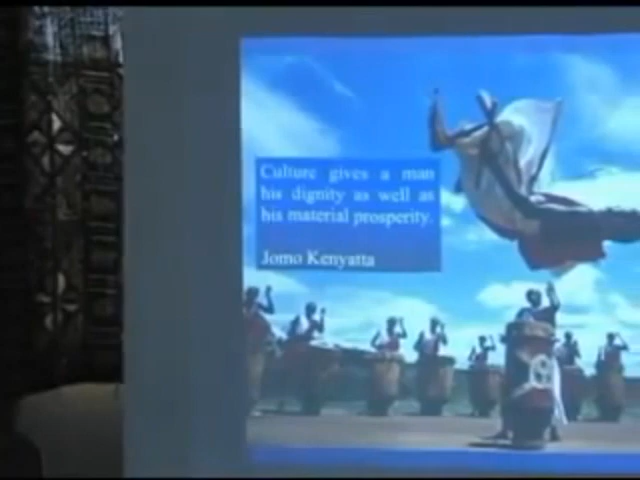 Culture gives a man
his dignity as well as
his material prosperity.
Jomo Kenyatta